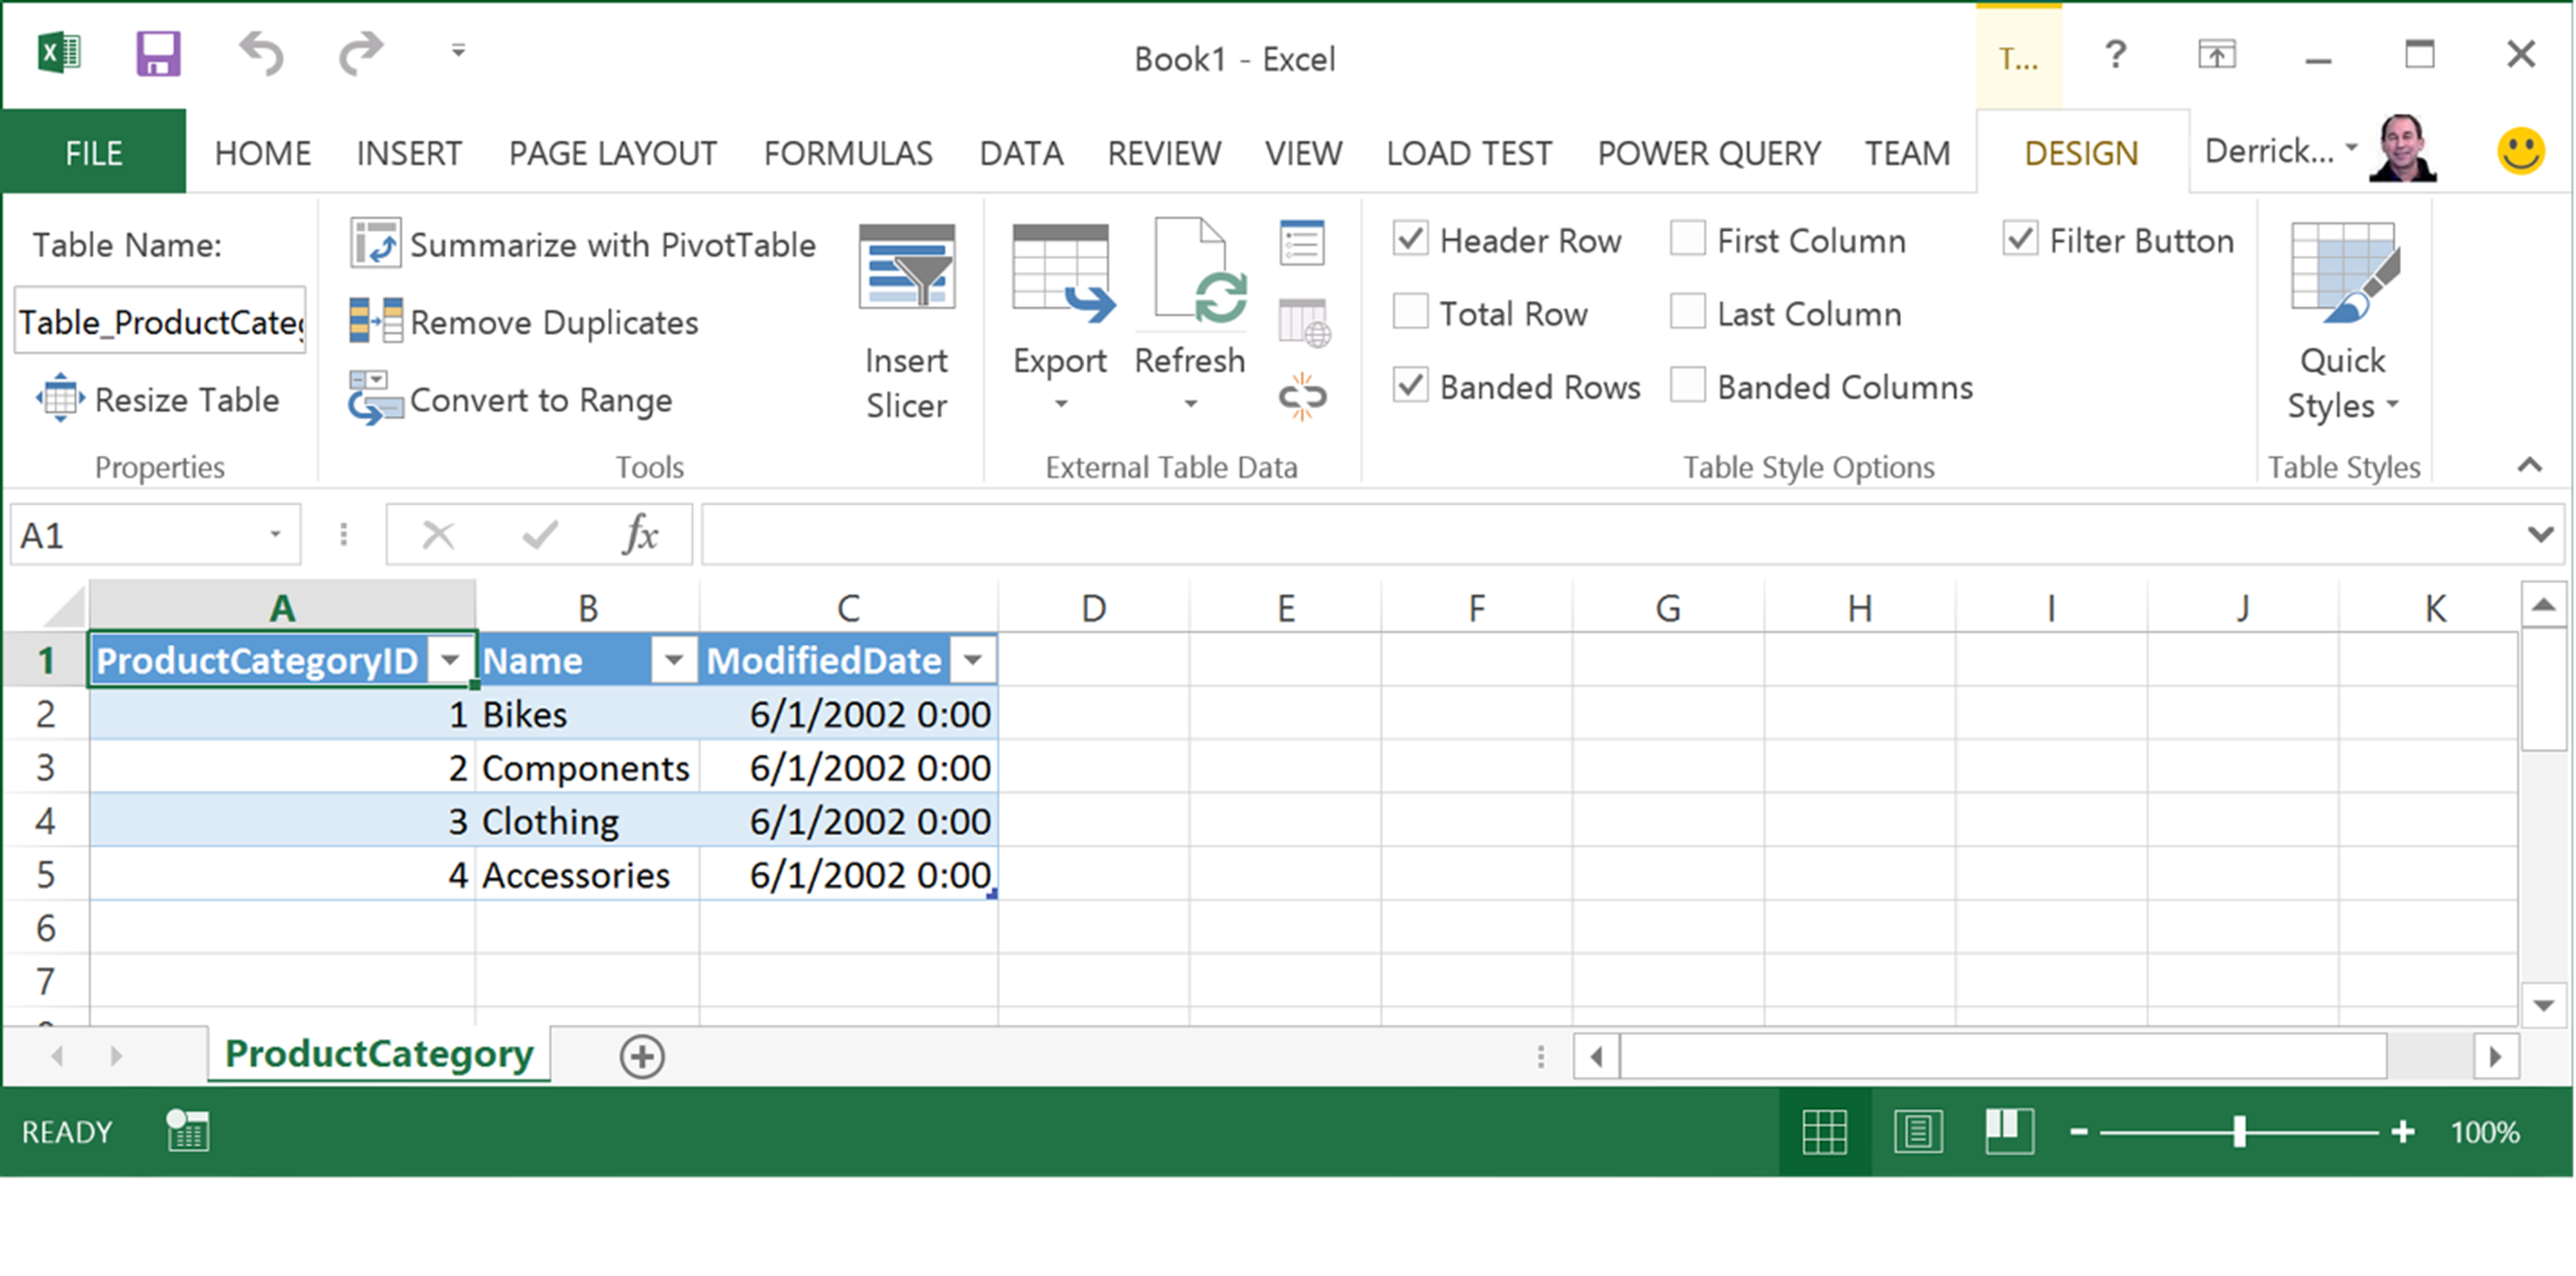 Book1 - Excel
T... ?
FILE HOME INSERT PAGE LAYOUT FORMULAS DATA REVIEW VIEW LOAD TEST POWER QUERY TEAM DESIGN Derrick...
Table Name:
Table_ProductCateg
Resize Table
Properties
Summarize with PivotTable
Remove Duplicates
Convert to Range
Insert
Slicer
Tools
Export
Refresh
External Table Data
Header Row
Total Row
Banded Rows
First Column
Last Column
Banded Columns
Filter Button
Table Style Options
Quick
Styles
Table Styles
A1 fx
A B C D E F G H I J K
1 ProductCategoryID Name ModifiedDate
2 1 Bikes 6/1/2002 0:00
3 2 Components 6/1/2002 0:00
4 3 Clothing 6/1/2002 0:00
5 4 Accessories 6/1/2002 0:00
6
7
ProductCategory
READY 100%